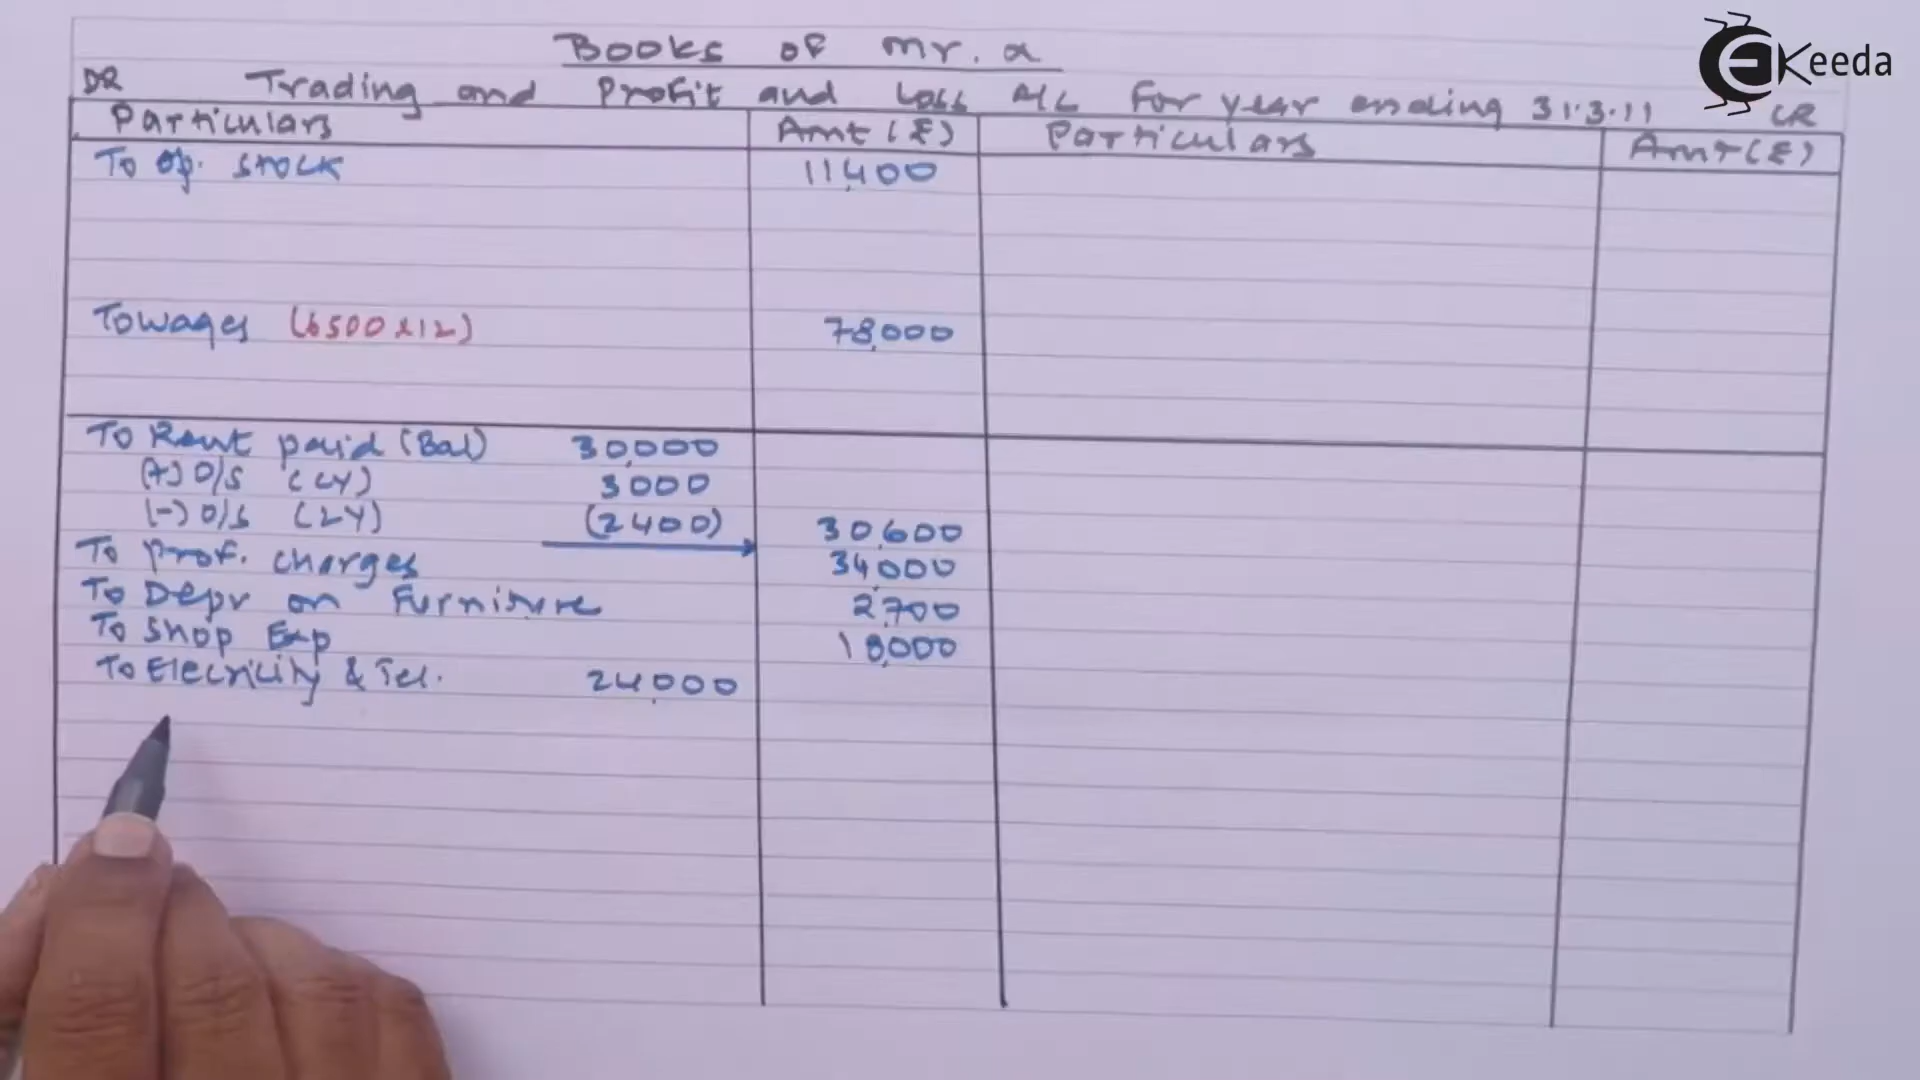 Keeda
Books of Mr. X
DR Trading and Profit and Loss A/c For year ending 31.3.11 CR
Particulars Amt (₹) Particulars Amt (₹)
To Op. Stock 11,400
To wages (6500x12) 78,000
To Rent paid (Bal) 30,000
(+) O/S (CY) 3000
(-) O/S (LY) (2400) 30,600
To Prof. charges 34,000
To Depr on Furniture 2,700
To Shop Exp 18,000
To Elecricity & Tel. 24,000